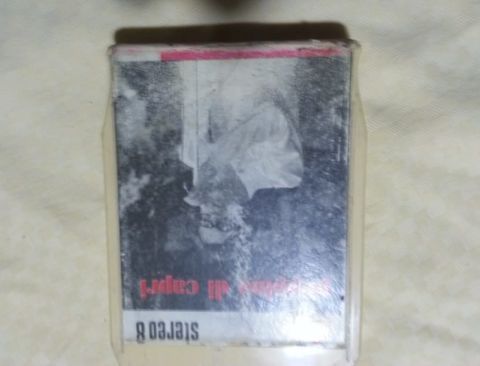 stereo 8
di capri